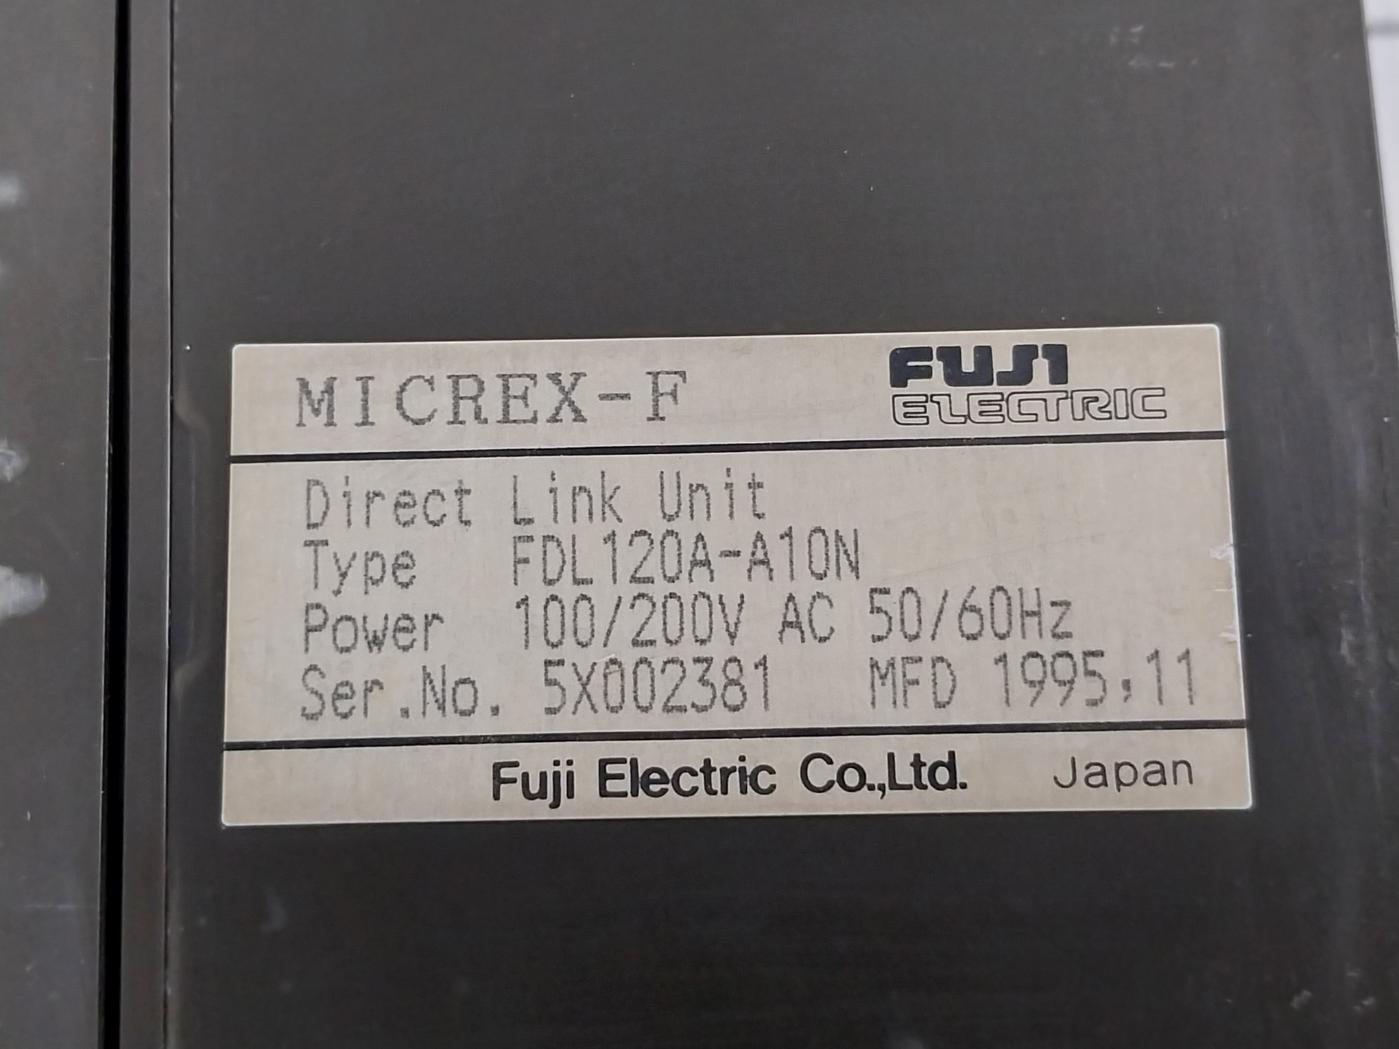 MICREX-F
FUJI
ELECTRIC
Direct Link Unit
Type FDL120A-A10N
Power 100/200V AC 50/60Hz
Ser.No. 5X002381 MFD 1995,11
Fuji Electric Co.,Ltd. Japan